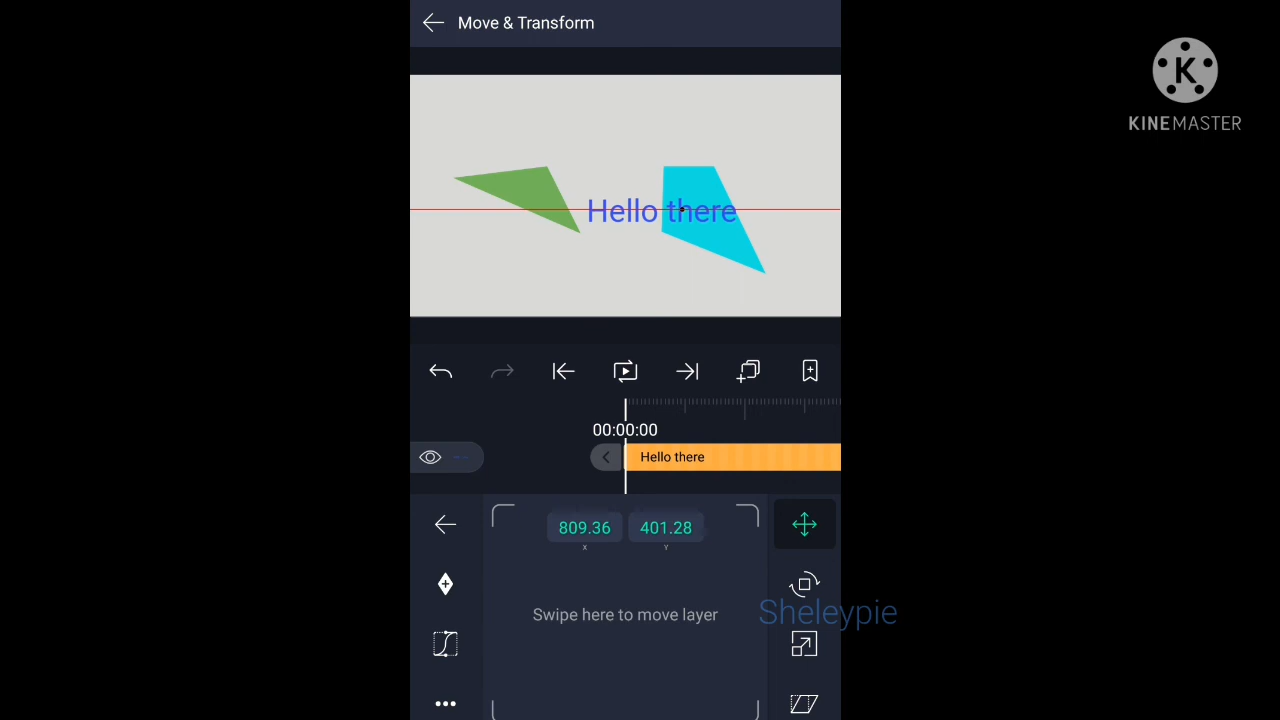 Move & Transform
KINEMASTER
Hello there
00:00:00
Hello there
809.36 401.28
X Y
Swipe here to move layer
Sheleypie